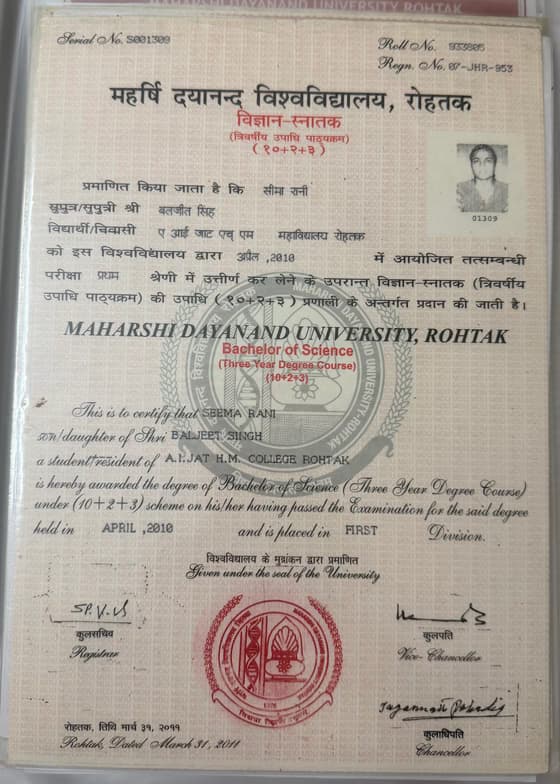 MAHARSHI DAYANAND UNIVERSITY, ROHTAK
Serial No. S001309
Roll No. 933805
Regn. No. 07-JHR-953
महर्षि दयानन्द विश्वविद्यालय, रोहतक
विज्ञान-स्नातक
(त्रिवर्षीय उपाधि पाठ्यक्रम)
(१०+२+३)
01309
प्रमाणित किया जाता है कि सीमा रानी
सुपुत्र/सुपुत्री श्री बलजीत सिंह
विद्यार्थी/निवासी ए आई जाट एच् एम महाविद्यालय रोहतक
को इस विश्वविद्यालय द्वारा अप्रैल ,2010 में आयोजित तत्सम्बन्धी
परीक्षा प्रथम श्रेणी में उत्तीर्ण कर लेने के उपरान्त विज्ञान-स्नातक (त्रिवर्षीय
उपाधि पाठ्यक्रम) की उपाधि (१०+२+३) प्रणाली के अन्तर्गत प्रदान की जाती है।
MAHARSHI DAYANAND UNIVERSITY, ROHTAK
Bachelor of Science
(Three Year Degree Course)
(10+2+3)
This is to certify that SEEMA RANI
son/daughter of Shri BALJEET SINGH
a student/resident of A.I.JAT H.M. COLLEGE ROHTAK
is hereby awarded the degree of Bachelor of Science (Three Year Degree Course)
under (10+2+3) scheme on his/her having passed the Examination for the said degree
held in APRIL ,2010 and is placed in FIRST Division.
विश्वविद्यालय के मुद्रांकन द्वारा प्रमाणित
Given under the seal of the University
कुलसचिव
Registrar
कुलपति
Vice-Chancellor
कुलाधिपति
Chancellor
रोहतक, तिथि मार्च ३१, २०११
Rohtak, Dated March 31, 2011